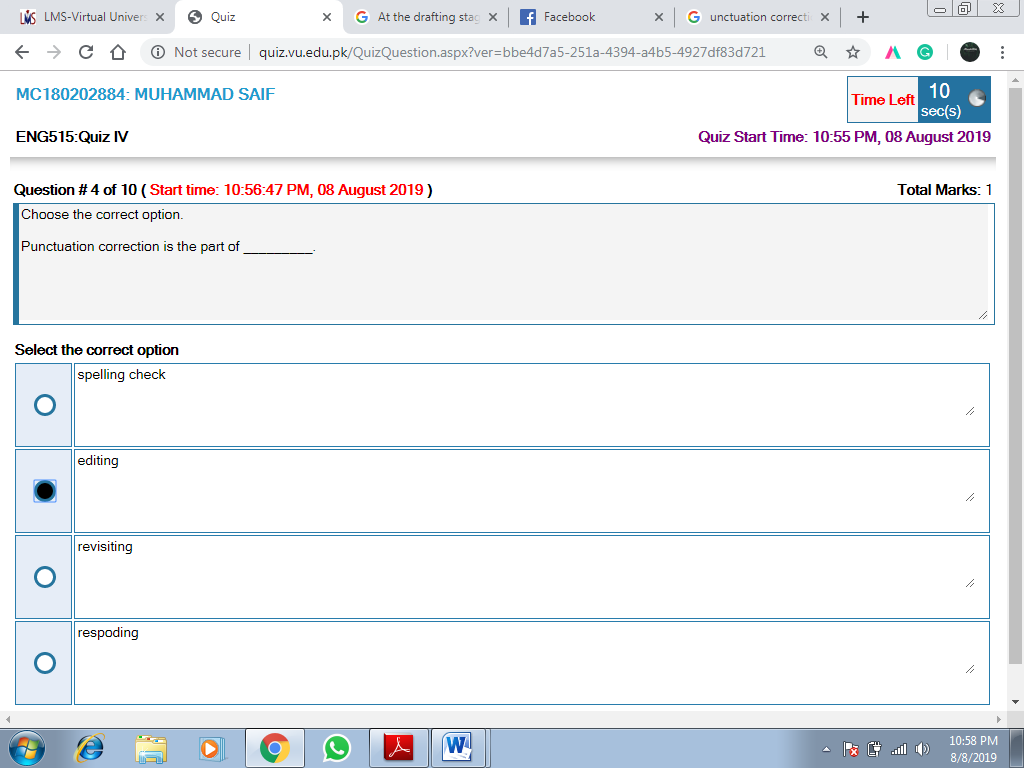 LMS-Virtual Univers
Quiz
At the drafting stag
Facebook
unctuation correcti
Not secure
quiz.vu.edu.pk/QuizQuestion.aspx?ver=bbe4d7a5-251a-4394-a4b5-4927df83d721
MC180202884: MUHAMMAD SAIF
Time Left 10 sec(s)
ENG515:Quiz IV
Quiz Start Time: 10:55 PM, 08 August 2019
Question # 4 of 10 ( Start time: 10:56:47 PM, 08 August 2019 )
Total Marks: 1
Choose the correct option.
Punctuation correction is the part of _________.
Select the correct option
spelling check
editing
revisiting
respoding
10:58 PM
8/8/2019